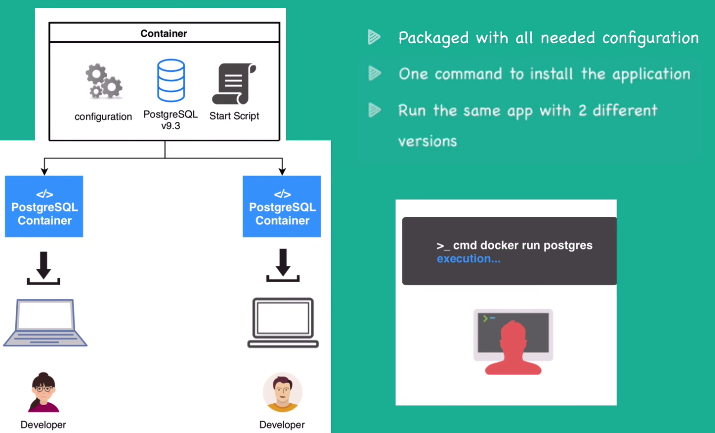 Container
configuration
PostgreSQL
v9.3
Start Script
</>
PostgreSQL
Container
</>
PostgreSQL
Container
Developer
Developer
Packaged with all needed configuration
One command to install the application
Run the same app with 2 different
versions
>_ cmd docker run postgres
execution...